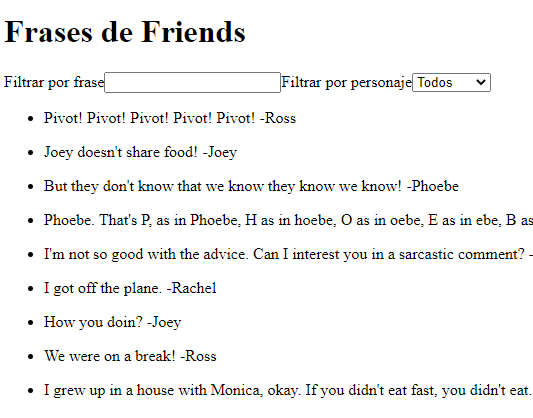 Frases de Friends
Filtrar por frase Filtrar por personaje Todos
Pivot! Pivot! Pivot! Pivot! Pivot! -Ross
Joey doesn't share food! -Joey
But they don't know that we know they know we know! -Phoebe
Phoebe. That's P, as in Phoebe, H as in hoebe, O as in oebe, E as in ebe, B as
I'm not so good with the advice. Can I interest you in a sarcastic comment? -
I got off the plane. -Rachel
How you doin? -Joey
We were on a break! -Ross
I grew up in a house with Monica, okay. If you didn't eat fast, you didn't eat.